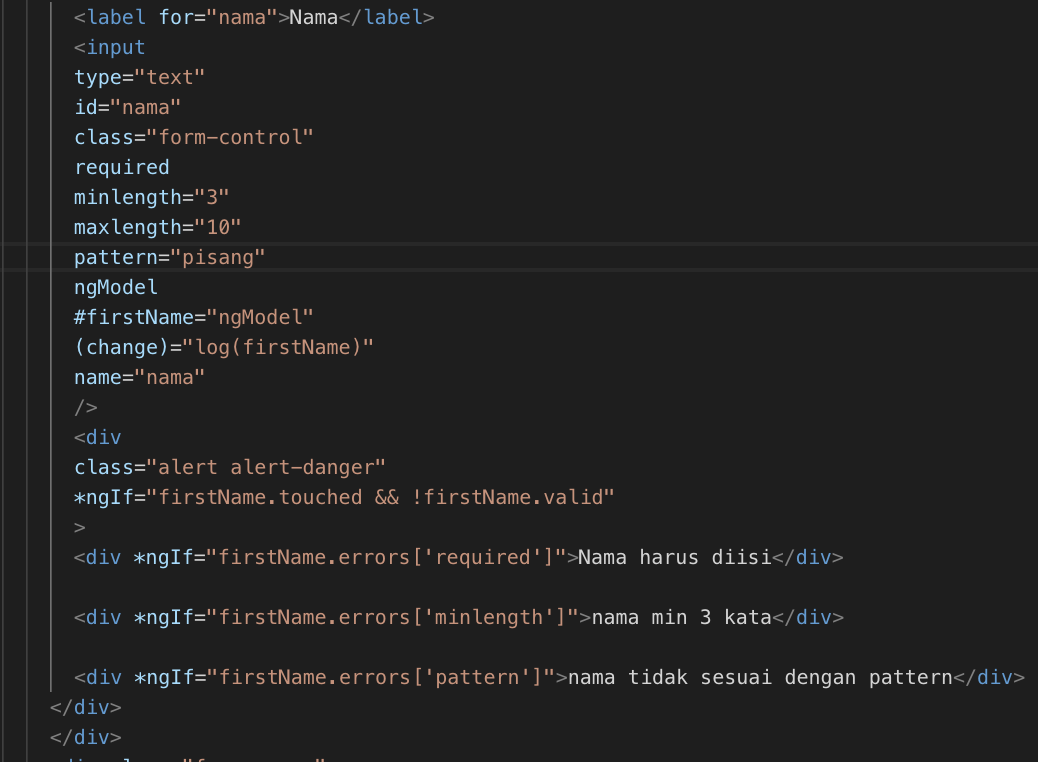 <label for="nama">Nama</label>
<input
type="text"
id="nama"
class="form-control"
required
minlength="3"
maxlength="10"
pattern="pisang"
ngModel
#firstName="ngModel"
(change)="log(firstName)"
name="nama"
/>
<div
class="alert alert-danger"
*ngIf="firstName.touched && !firstName.valid"
>
<div *ngIf="firstName.errors['required']">Nama harus diisi</div>
<div *ngIf="firstName.errors['minlength']">nama min 3 kata</div>
<div *ngIf="firstName.errors['pattern']">nama tidak sesuai dengan pattern</div>
</div>
</div>